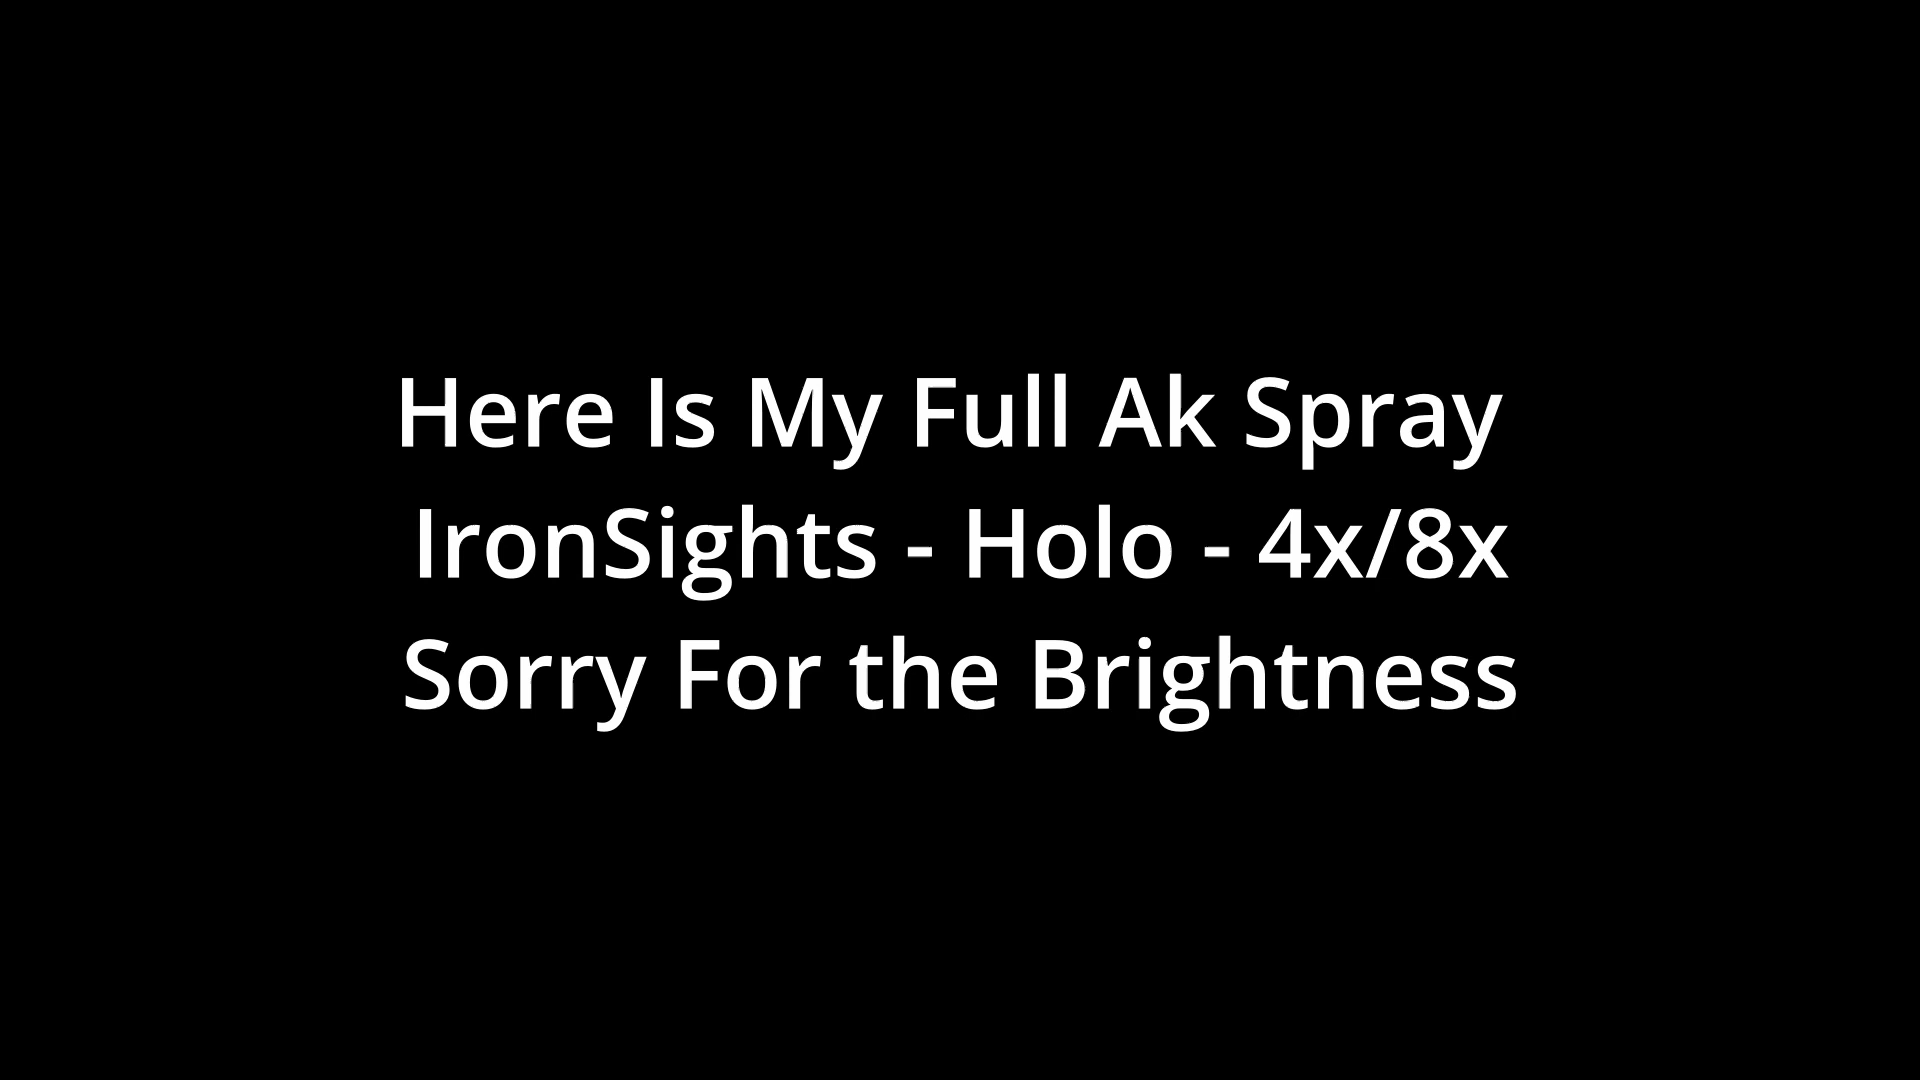 Here Is My Full Ak Spray
IronSights - Holo - 4x/8x
Sorry For the Brightness